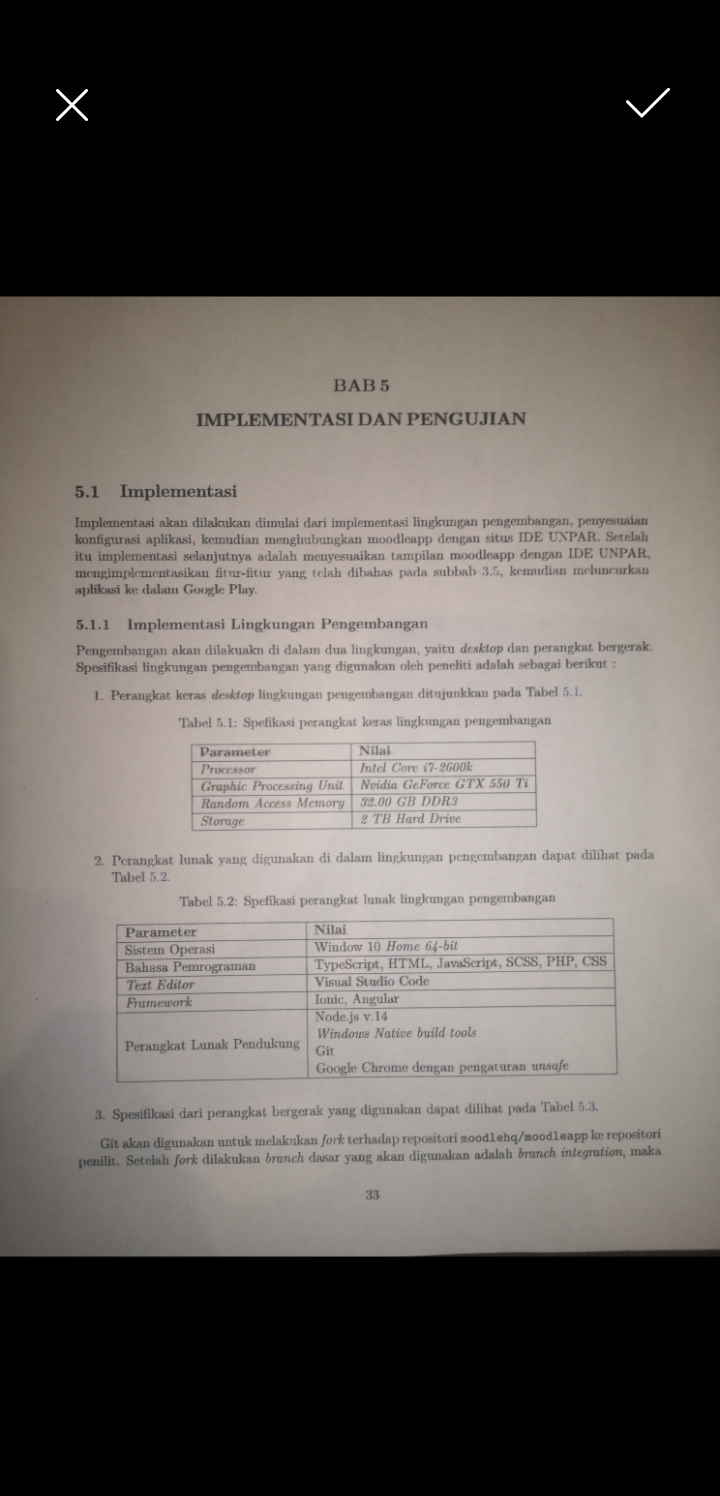 BAB 5
IMPLEMENTASI DAN PENGUJIAN
5.1 Implementasi
Implementasi akan dilakukan dimulai dari implementasi lingkungan pengembangan, penyesuaian
konfigurasi aplikasi, kemudian menghubungkan moodleapp dengan situs IDE UNPAR. Setelah
itu implementasi selanjutnya adalah menyesuaikan tampilan moodleapp dengan IDE UNPAR,
mengimplementasikan fitur-fitur yang telah dibahas pada subbab 3.5, kemudian meluncurkan
aplikasi ke dalam Google Play.
5.1.1 Implementasi Lingkungan Pengembangan
Pengembangan akan dilakuakn di dalam dua lingkungan, yaitu desktop dan perangkat bergerak.
Spesifikasi lingkungan pengembangan yang digunakan oleh peneliti adalah sebagai berikut :
1. Perangkat keras desktop lingkungan pengembangan ditujunkkan pada Tabel 5.1.
Tabel 5.1: Spefikasi perangkat keras lingkungan pengembangan
Parameter Nilai
Processor Intel Core i7-2600k
Graphic Processing Unit Nvidia GeForce GTX 550 Ti
Random Access Memory 32.00 GB DDR3
Storage 2 TB Hard Drive
2. Perangkat lunak yang digunakan di dalam lingkungan pengembangan dapat dilihat pada
Tabel 5.2.
Tabel 5.2: Spefikasi perangkat lunak lingkungan pengembangan
Parameter Nilai
Sistem Operasi Window 10 Home 64-bit
Bahasa Pemrograman TypeScript, HTML, JavaScript, SCSS, PHP, CSS
Text Editor Visual Studio Code
Framework Ionic, Angular
Node.js v.14
Windows Native build tools
Perangkat Lunak Pendukung
Git
Google Chrome dengan pengaturan unsafe
3. Spesifikasi dari perangkat bergerak yang digunakan dapat dilihat pada Tabel 5.3.
Git akan digunakan untuk melakukan fork terhadap repositori moodlehq/moodleapp ke repositori
penilit. Setelah fork dilakukan branch dasar yang akan digunakan adalah branch integration, maka
33